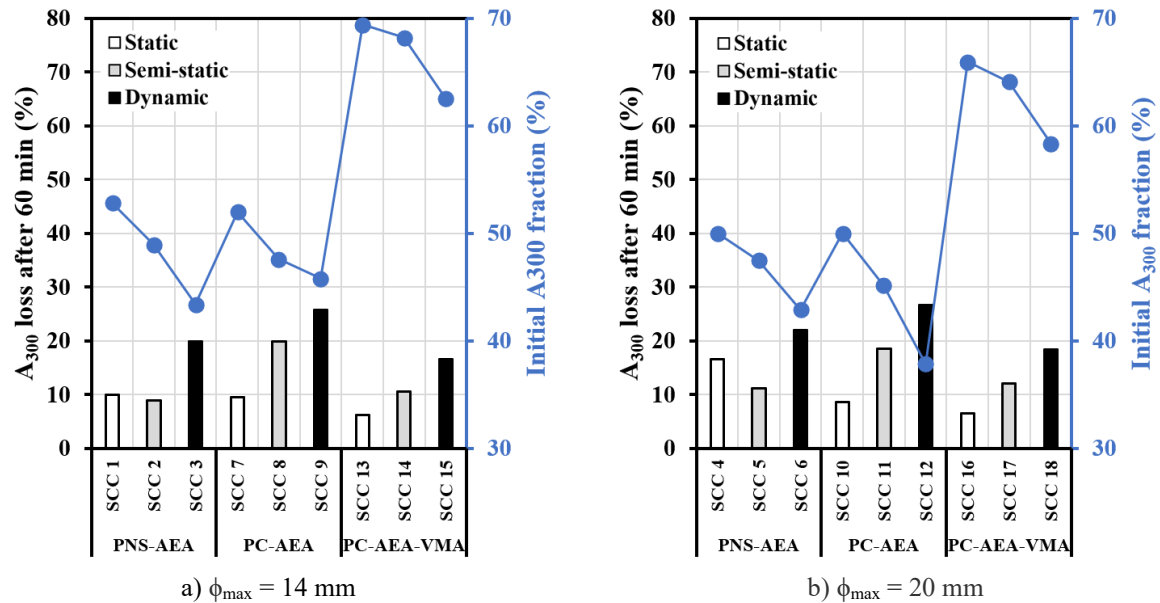 80
70
60
50
40
30
20
10
0
A300 loss after 60 min (%)
Static
Semi-static
Dynamic
70
60
50
40
30
Initial A300 fraction (%)
SCC 1
SCC 2
SCC 3
SCC 7
SCC 8
SCC 9
SCC 13
SCC 14
SCC 15
PNS-AEA PC-AEA PC-AEA-VMA
a) ϕmax = 14 mm
80
70
60
50
40
30
20
10
0
A300 loss after 60 min (%)
Static
Semi-static
Dynamic
70
60
50
40
30
Initial A300 fraction (%)
SCC 4
SCC 5
SCC 6
SCC 10
SCC 11
SCC 12
SCC 16
SCC 17
SCC 18
PNS-AEA PC-AEA PC-AEA-VMA
b) ϕmax = 20 mm